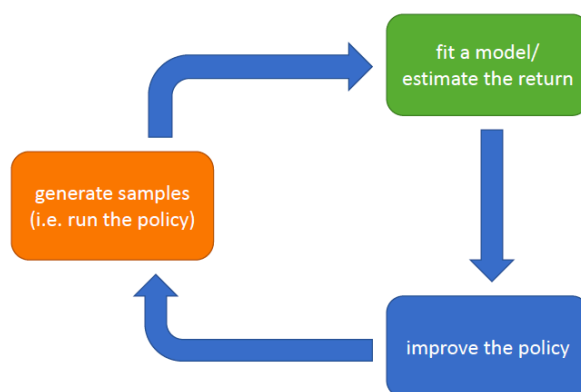 fit a model/
estimate the return
generate samples
(i.e. run the policy)
improve the policy